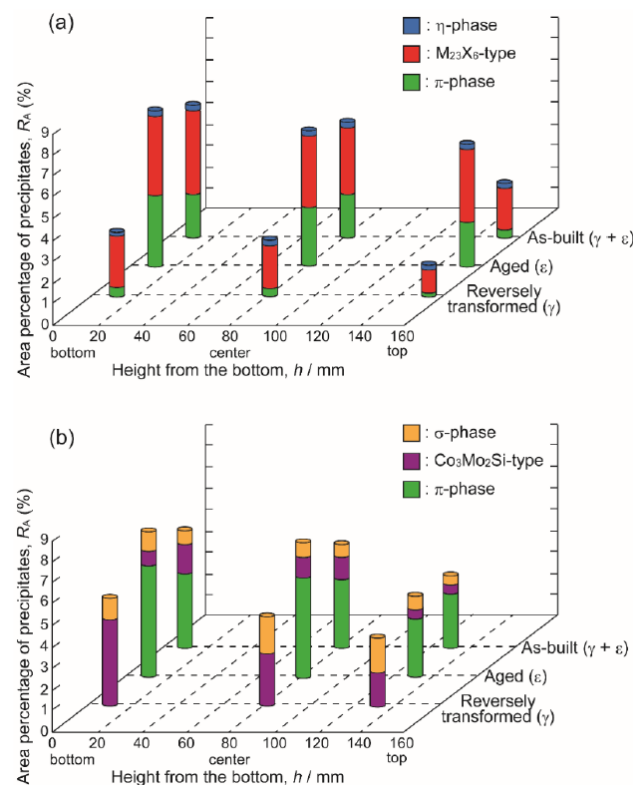 (a)
: η-phase
: M₂₃X₆-type
: π-phase
Area percentage of precipitates, R_A (%)
9
8
7
6
5
4
3
2
1
0
20 40 60 80 100 120 140 160
bottom center top
Height from the bottom, h / mm
As-built (γ + ε)
Aged (ε)
Reversely
transformed (γ)
(b)
: σ-phase
: Co₃Mo₂Si-type
: π-phase
Area percentage of precipitates, R_A (%)
9
8
7
6
5
4
3
2
1
0
20 40 60 80 100 120 140 160
bottom center top
Height from the bottom, h / mm
As-built (γ + ε)
Aged (ε)
Reversely
transformed (γ)